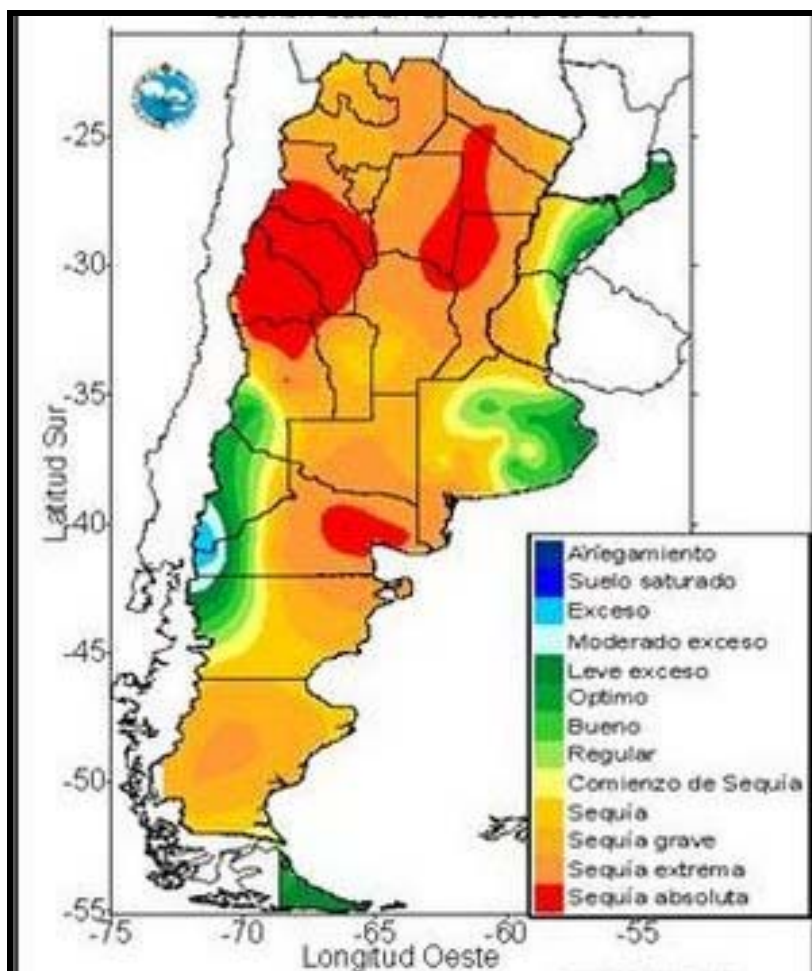 -25
-30
-35
-40
-45
-50
-55
Latitud Sur
-75
-70
-65
-60
-55
Longitud Oeste
Arlegamiento
Suelo saturado
Exceso
Moderado exceso
Leve exceso
Optimo
Bueno
Regular
Comienzo de Sequía
Sequía
Sequía grave
Sequía extrema
Sequía absoluta